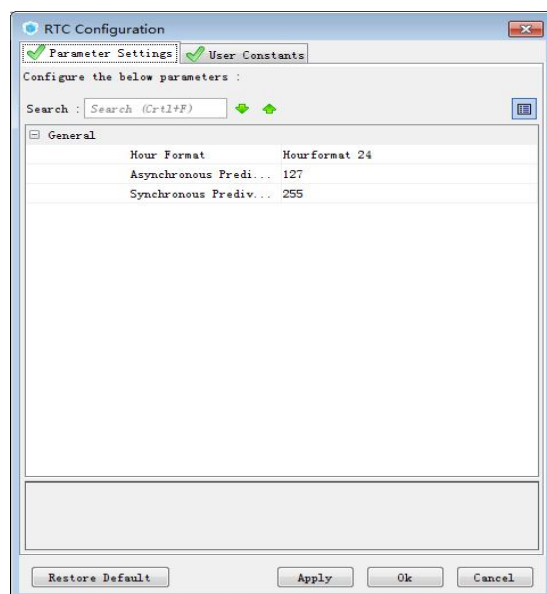 RTC Configuration
Parameter Settings User Constants
Configure the below parameters :
Search : Search (Crtl+F)
General
Hour Format Hourformat 24
Asynchronous Predi... 127
Synchronous Prediv... 255
Restore Default Apply Ok Cancel